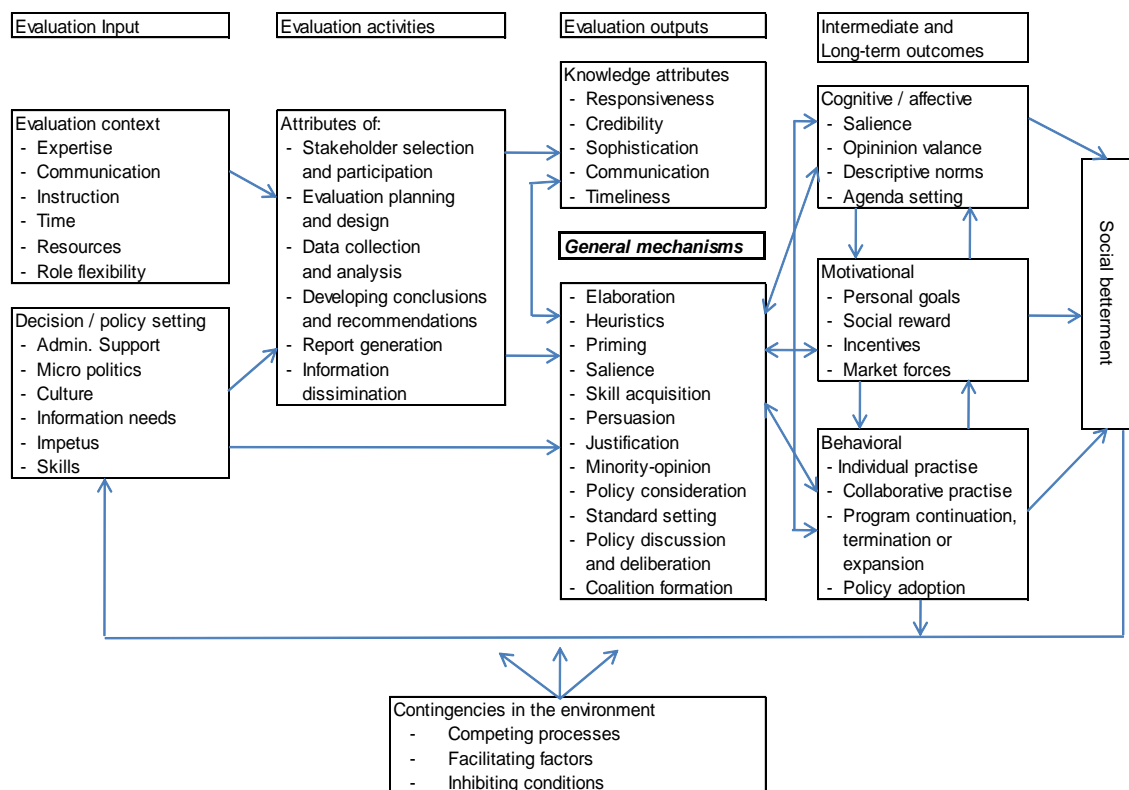 Evaluation Input
Evaluation activities
Evaluation outputs
Intermediate and
Long-term outcomes
Evaluation context
- Expertise
- Communication
- Instruction
- Time
- Resources
- Role flexibility
Decision / policy setting
- Admin. Support
- Micro politics
- Culture
- Information needs
- Impetus
- Skills
Attributes of:
- Stakeholder selection
and participation
- Evaluation planning
and design
- Data collection
and analysis
- Developing conclusions
and recommendations
- Report generation
- Information
dissimination
Knowledge attributes
- Responsiveness
- Credibility
- Sophistication
- Communication
- Timeliness
General mechanisms
- Elaboration
- Heuristics
- Priming
- Salience
- Skill acquisition
- Persuasion
- Justification
- Minority-opinion
- Policy consideration
- Standard setting
- Policy discussion
and deliberation
- Coalition formation
Cognitive / affective
- Salience
- Opininion valance
- Descriptive norms
- Agenda setting
Motivational
- Personal goals
- Social reward
- Incentives
- Market forces
Behavioral
- Individual practise
- Collaborative practise
- Program continuation,
termination or
expansion
- Policy adoption
Social betterment
Contingencies in the environment
- Competing processes
- Facilitating factors
- Inhibiting conditions